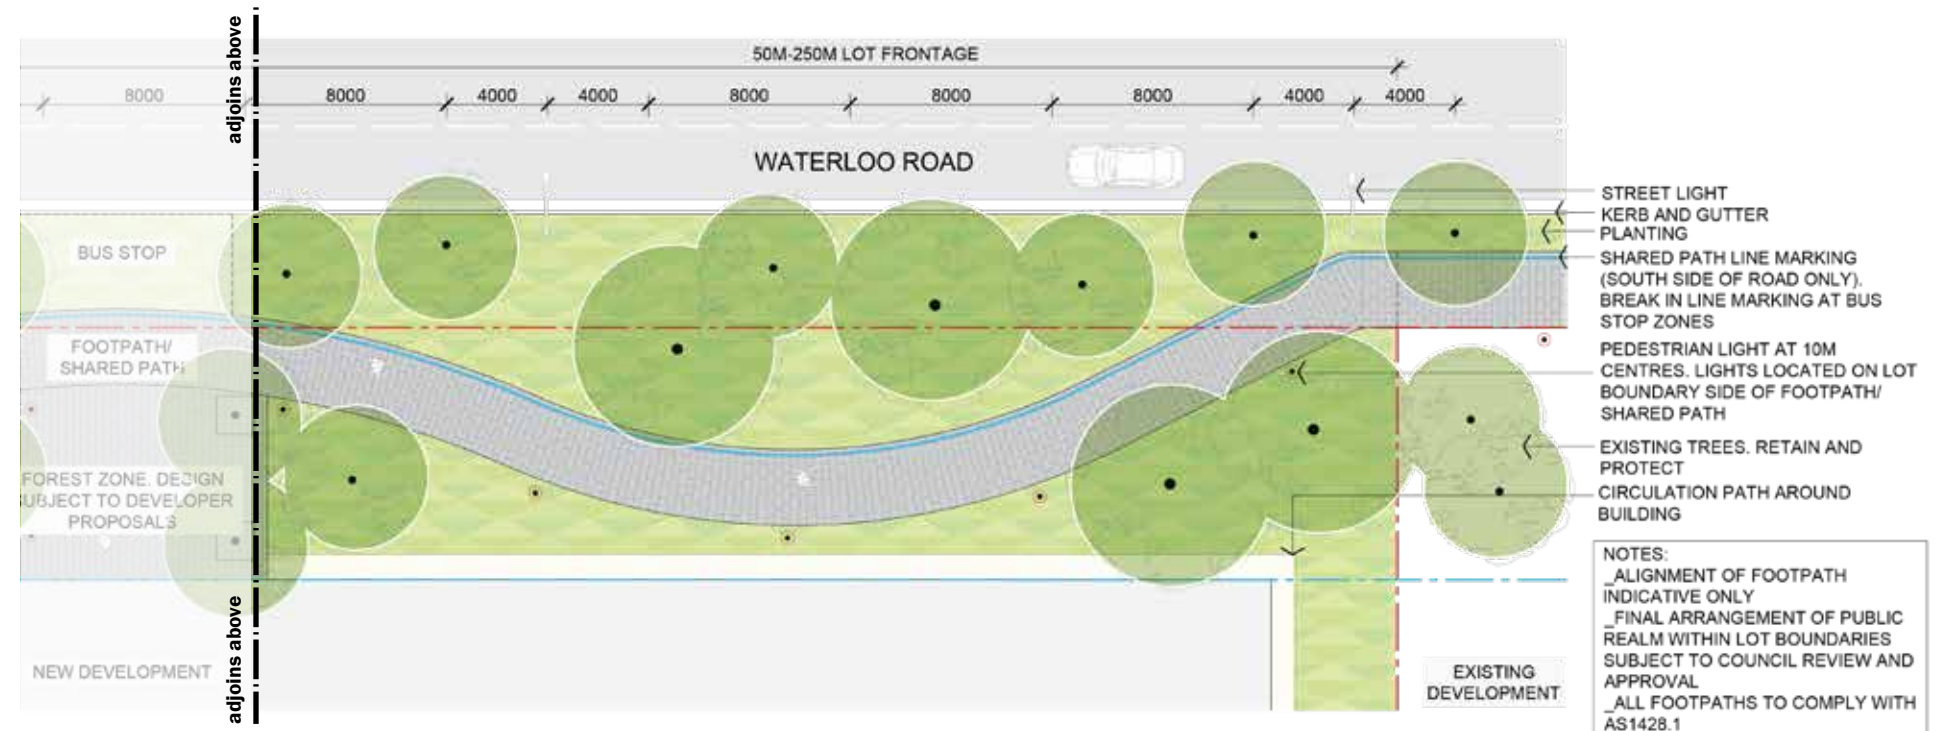 50M-250M LOT FRONTAGE
8000 8000 4000 4000 8000 8000 8000 4000 4000
adjoins above
WATERLOO ROAD
BUS STOP
FOOTPATH/
SHARED PATH
FOREST ZONE. DESIGN
SUBJECT TO DEVELOPER
PROPOSALS
NEW DEVELOPMENT
adjoins above
EXISTING
DEVELOPMENT
STREET LIGHT
KERB AND GUTTER
PLANTING
SHARED PATH LINE MARKING
(SOUTH SIDE OF ROAD ONLY).
BREAK IN LINE MARKING AT BUS
STOP ZONES
PEDESTRIAN LIGHT AT 10M
CENTRES. LIGHTS LOCATED ON LOT
BOUNDARY SIDE OF FOOTPATH/
SHARED PATH
EXISTING TREES. RETAIN AND
PROTECT
CIRCULATION PATH AROUND
BUILDING
NOTES:
_ALIGNMENT OF FOOTPATH
INDICATIVE ONLY
_FINAL ARRANGEMENT OF PUBLIC
REALM WITHIN LOT BOUNDARIES
SUBJECT TO COUNCIL REVIEW AND
APPROVAL
_ALL FOOTPATHS TO COMPLY WITH
AS1428.1